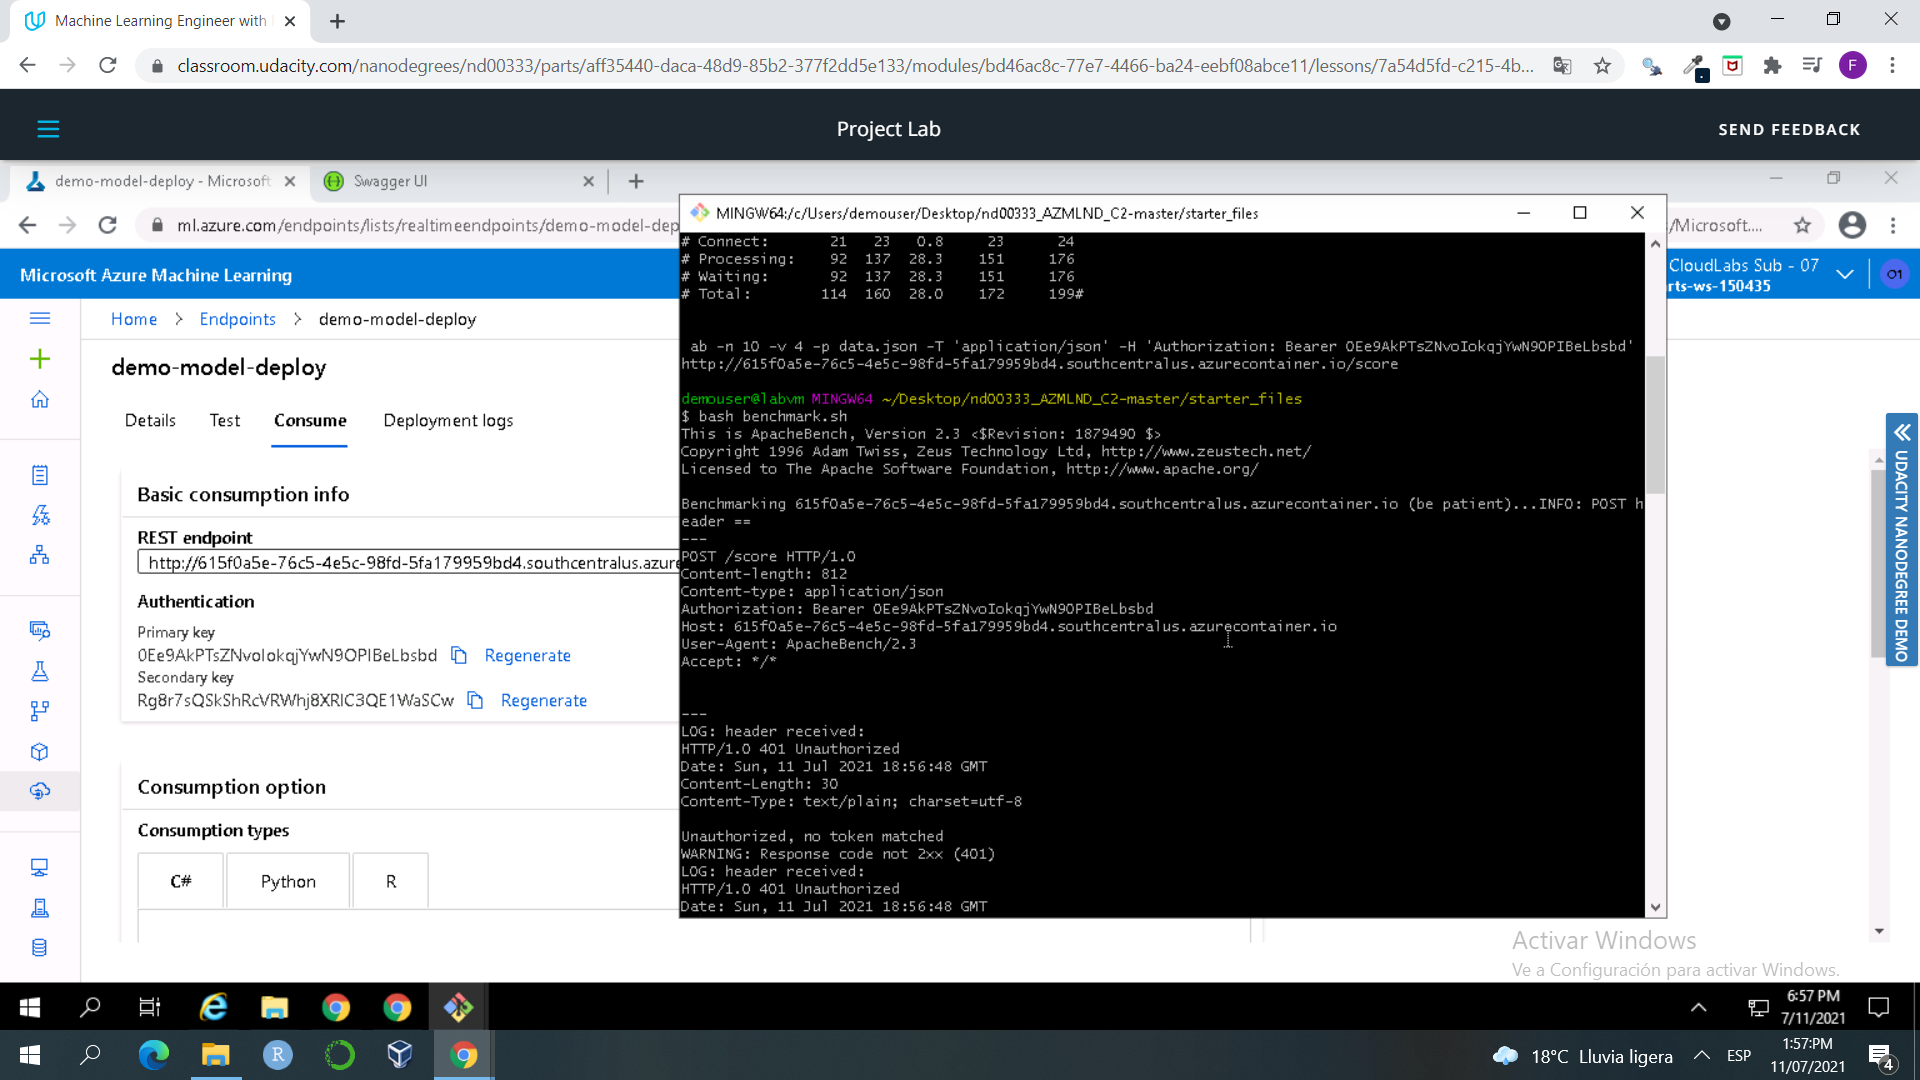 Machine Learning Engineer with
classroom.udacity.com/nanodegrees/nd00333/parts/aff35440-daca-48d9-85b2-377f2dd5e133/modules/bd46ac8c-77e7-4466-ba24-eebf08abce11/lessons/7a54d5fd-c215-4b...
F
Project Lab
SEND FEEDBACK
demo-model-deploy - Microsoft
Swagger UI
ml.azure.com/endpoints/lists/realtimeendpoints/demo-model-dep
/Microsoft....
Microsoft Azure Machine Learning
CloudLabs Sub - 07
rts-ws-150435
O1
Home > Endpoints > demo-model-deploy
demo-model-deploy
Details Test Consume Deployment logs
Basic consumption info
REST endpoint
http://615f0a5e-76c5-4e5c-98fd-5fa179959bd4.southcentralus.azure
Authentication
Primary key
0Ee9AkPTsZNvoIokqjYwN9OPIBeLbsbd Regenerate
Secondary key
Rg8r7sQSkShRcVRWhj8XRIC3QE1WaSCw Regenerate
Consumption option
Consumption types
C# Python R
MINGW64:/c/Users/demouser/Desktop/nd00333_AZMLND_C2-master/starter_files
# Connect: 21 23 0.8 23 24
# Processing: 92 137 28.3 151 176
# Waiting: 92 137 28.3 151 176
# Total: 114 160 28.0 172 199#
ab -n 10 -v 4 -p data.json -T 'application/json' -H 'Authorization: Bearer OEe9AkPTsZNvoIokqjYwN9OPIBeLbsbd'
http://615f0a5e-76c5-4e5c-98fd-5fa179959bd4.southcentralus.azurecontainer.io/score
demouser@labvm MINGW64 ~/Desktop/nd00333_AZMLND_C2-master/starter_files
$ bash benchmark.sh
This is ApacheBench, Version 2.3 <$Revision: 1879490 $>
Copyright 1996 Adam Twiss, Zeus Technology Ltd, http://www.zeustech.net/
Licensed to The Apache Software Foundation, http://www.apache.org/
Benchmarking 615f0a5e-76c5-4e5c-98fd-5fa179959bd4.southcentralus.azurecontainer.io (be patient)...INFO: POST h
eader ==
---
POST /score HTTP/1.0
Content-length: 812
Content-type: application/json
Authorization: Bearer OEe9AkPTsZNvoIokqjYwN9OPIBeLbsbd
Host: 615f0a5e-76c5-4e5c-98fd-5fa179959bd4.southcentralus.azurecontainer.io
User-Agent: ApacheBench/2.3
Accept: */*
---
LOG: header received:
HTTP/1.0 401 Unauthorized
Date: Sun, 11 Jul 2021 18:56:48 GMT
Content-Length: 30
Content-Type: text/plain; charset=utf-8
Unauthorized, no token matched
WARNING: Response code not 2xx (401)
LOG: header received:
HTTP/1.0 401 Unauthorized
Date: Sun, 11 Jul 2021 18:56:48 GMT
UDACITY NANODEGREE DEMO
Activar Windows
Ve a Configuración para activar Windows.
6:57 PM
7/11/2021
R
18°C Lluvia ligera
ESP
1:57:PM
11/07/2021
4